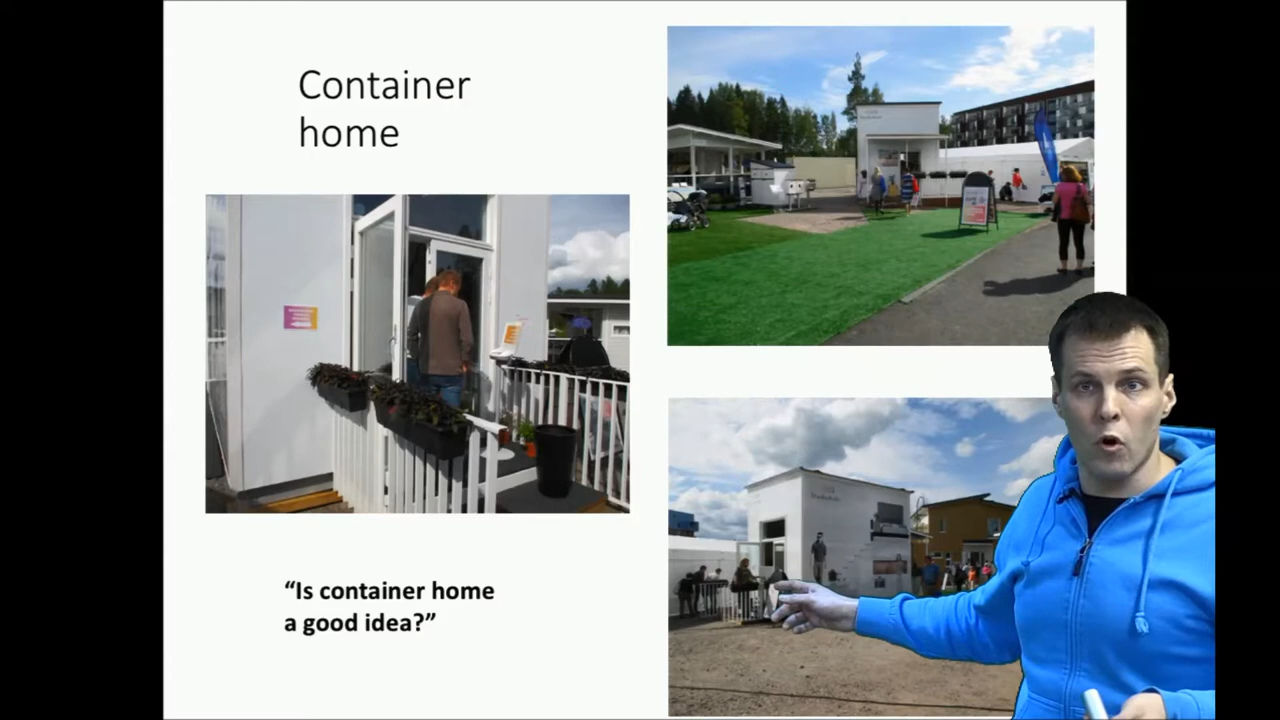 Container
home
“Is container home
a good idea?”